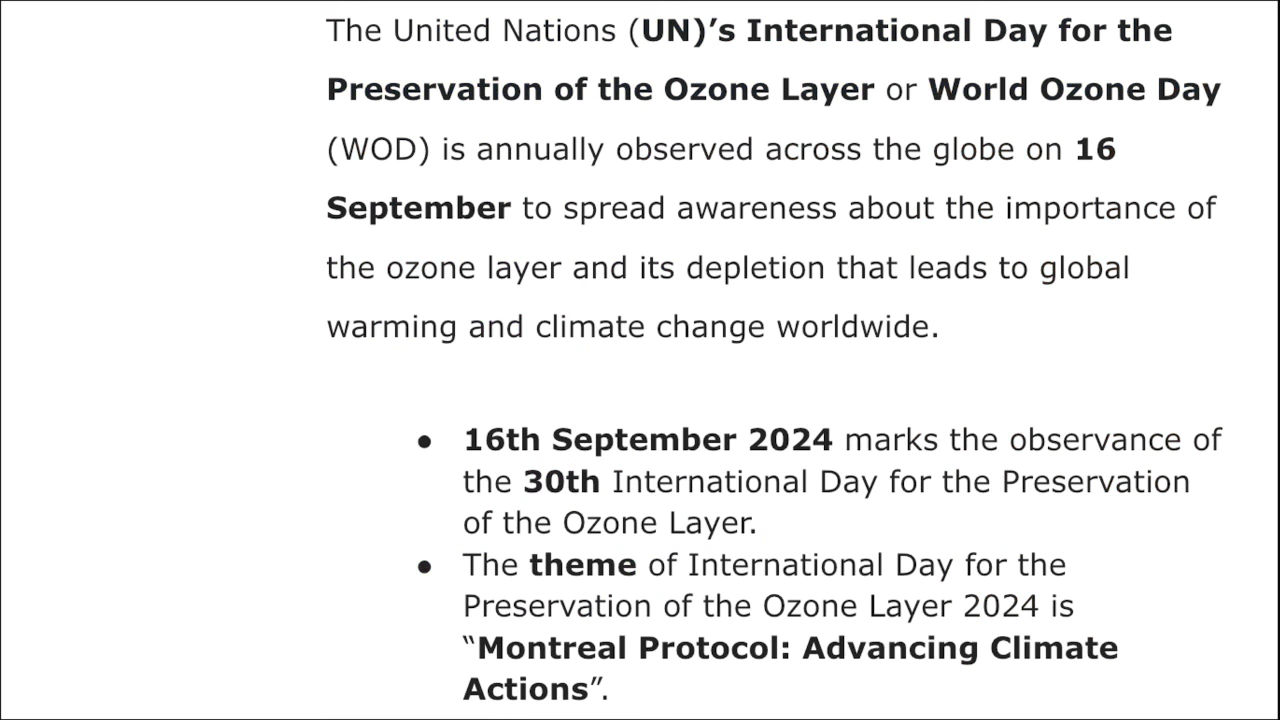 The United Nations (UN)’s International Day for the
Preservation of the Ozone Layer or World Ozone Day
(WOD) is annually observed across the globe on 16
September to spread awareness about the importance of
the ozone layer and its depletion that leads to global
warming and climate change worldwide.
● 16th September 2024 marks the observance of
the 30th International Day for the Preservation
of the Ozone Layer.
● The theme of International Day for the
Preservation of the Ozone Layer 2024 is
“Montreal Protocol: Advancing Climate
Actions”.